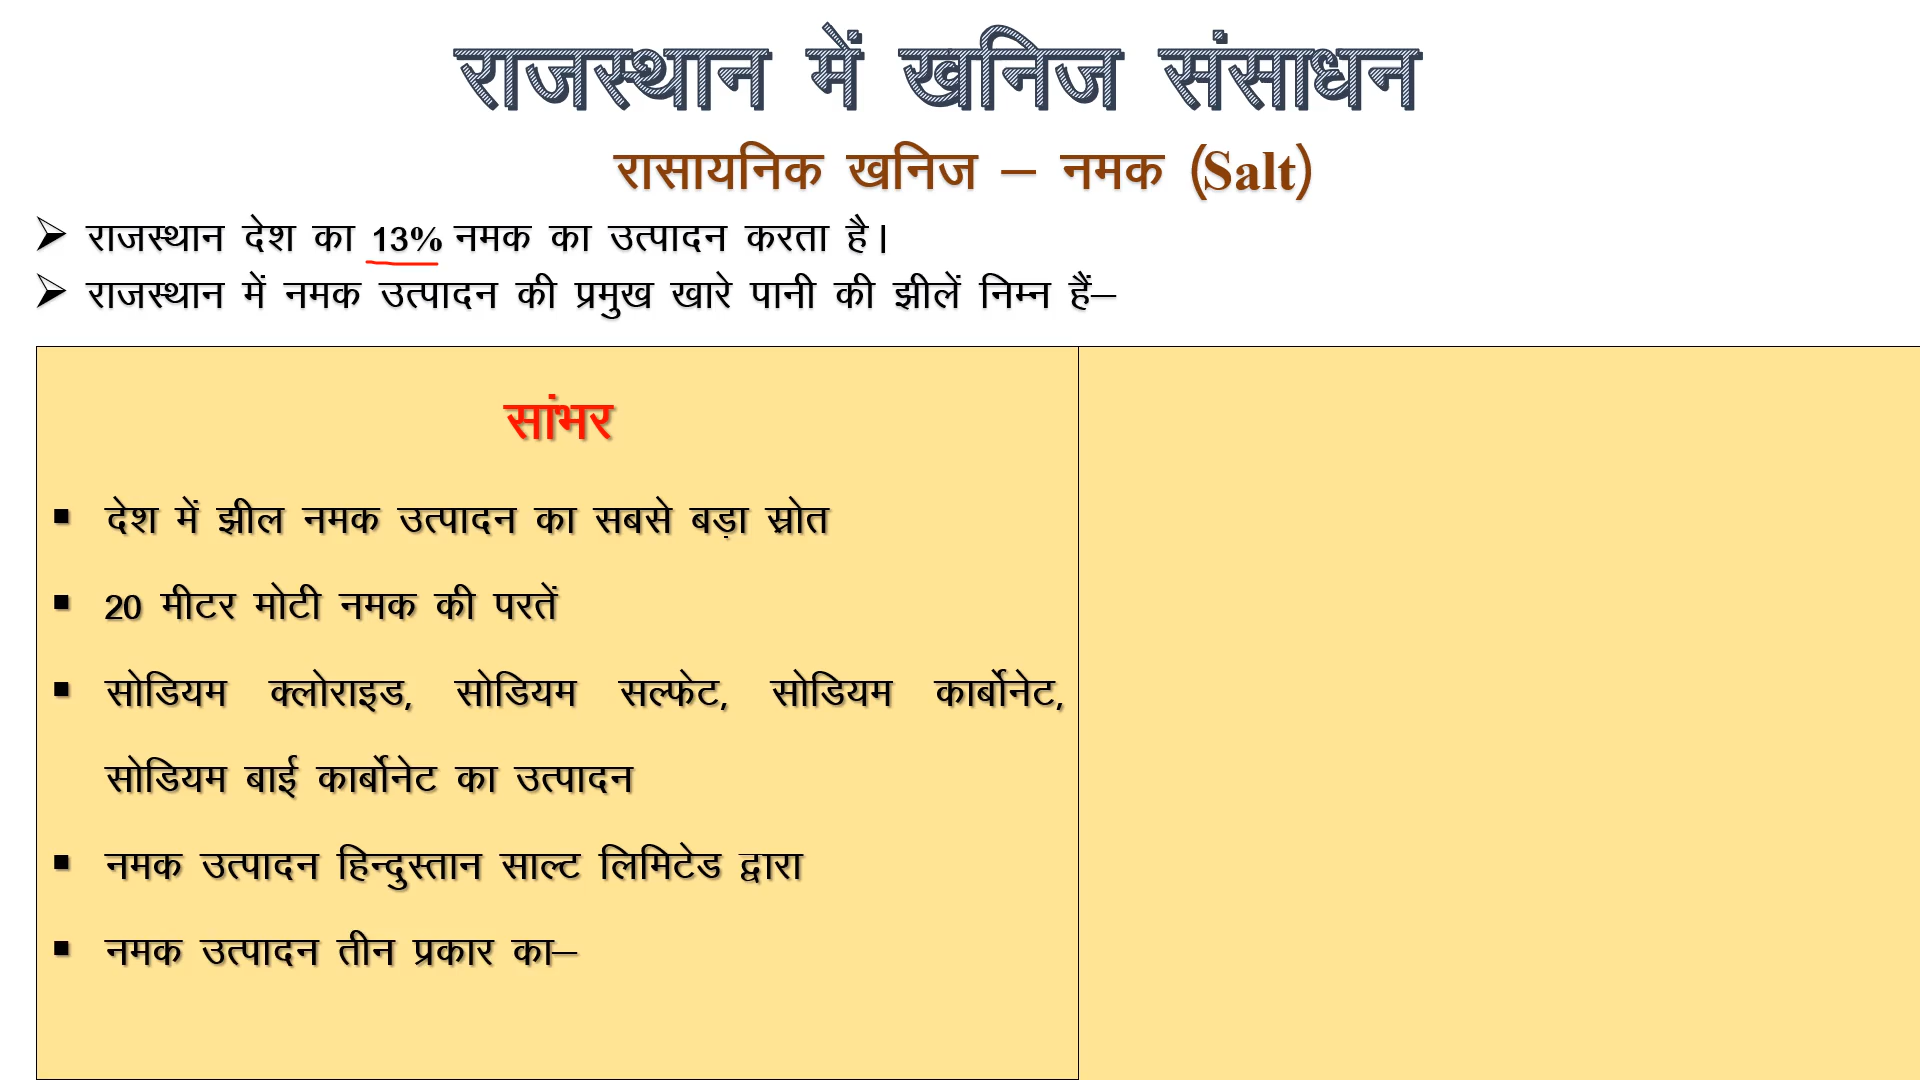 राजस्थान में खनिज संसाधन
रासायनिक खनिज – नमक (Salt)
➢ राजस्थान देश का 13% नमक का उत्पादन करता है।
➢ राजस्थान में नमक उत्पादन की प्रमुख खारे पानी की झीलें निम्न हैं–
सांभर
▪ देश में झील नमक उत्पादन का सबसे बड़ा स्रोत
▪ 20 मीटर मोटी नमक की परतें
▪ सोडियम क्लोराइड, सोडियम सल्फेट, सोडियम कार्बोनेट,
सोडियम बाई कार्बोनेट का उत्पादन
▪ नमक उत्पादन हिन्दुस्तान साल्ट लिमिटेड द्वारा
▪ नमक उत्पादन तीन प्रकार का–